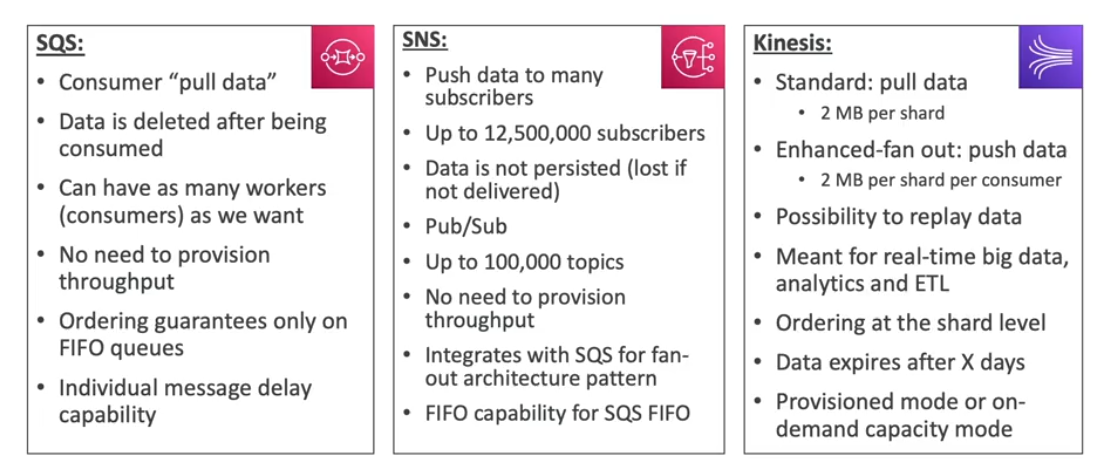 SQS:
• Consumer “pull data”
• Data is deleted after being
consumed
• Can have as many workers
(consumers) as we want
• No need to provision
throughput
• Ordering guarantees only on
FIFO queues
• Individual message delay
capability
SNS:
• Push data to many
subscribers
• Up to 12,500,000 subscribers
• Data is not persisted (lost if
not delivered)
• Pub/Sub
• Up to 100,000 topics
• No need to provision
throughput
• Integrates with SQS for fan-
out architecture pattern
• FIFO capability for SQS FIFO
Kinesis:
• Standard: pull data
• 2 MB per shard
• Enhanced-fan out: push data
• 2 MB per shard per consumer
• Possibility to replay data
• Meant for real-time big data,
analytics and ETL
• Ordering at the shard level
• Data expires after X days
• Provisioned mode or on-
demand capacity mode